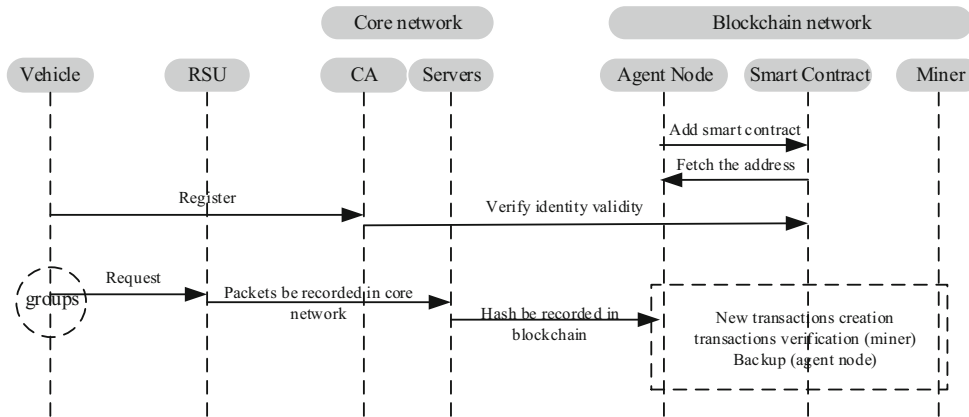 Core network
Blockchain network
Vehicle
RSU
CA
Servers
Agent Node
Smart Contract
Miner
Add smart contract
Fetch the address
Register
Verify identity validity
groups
Request
Packets be recorded in core
network
Hash be recorded in
blockchain
New transactions creation
transactions verification (miner)
Backup (agent node)